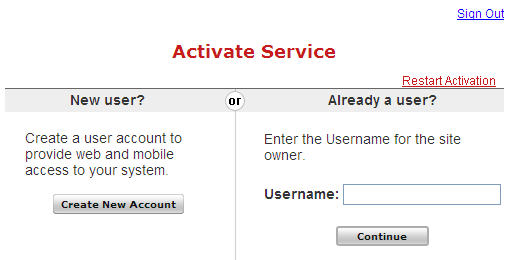 Sign Out
Activate Service
Restart Activation
New user?
or
Already a user?
Create a user account to
provide web and mobile
access to your system.
Create New Account
Enter the Username for the site
owner.
Username:
Continue